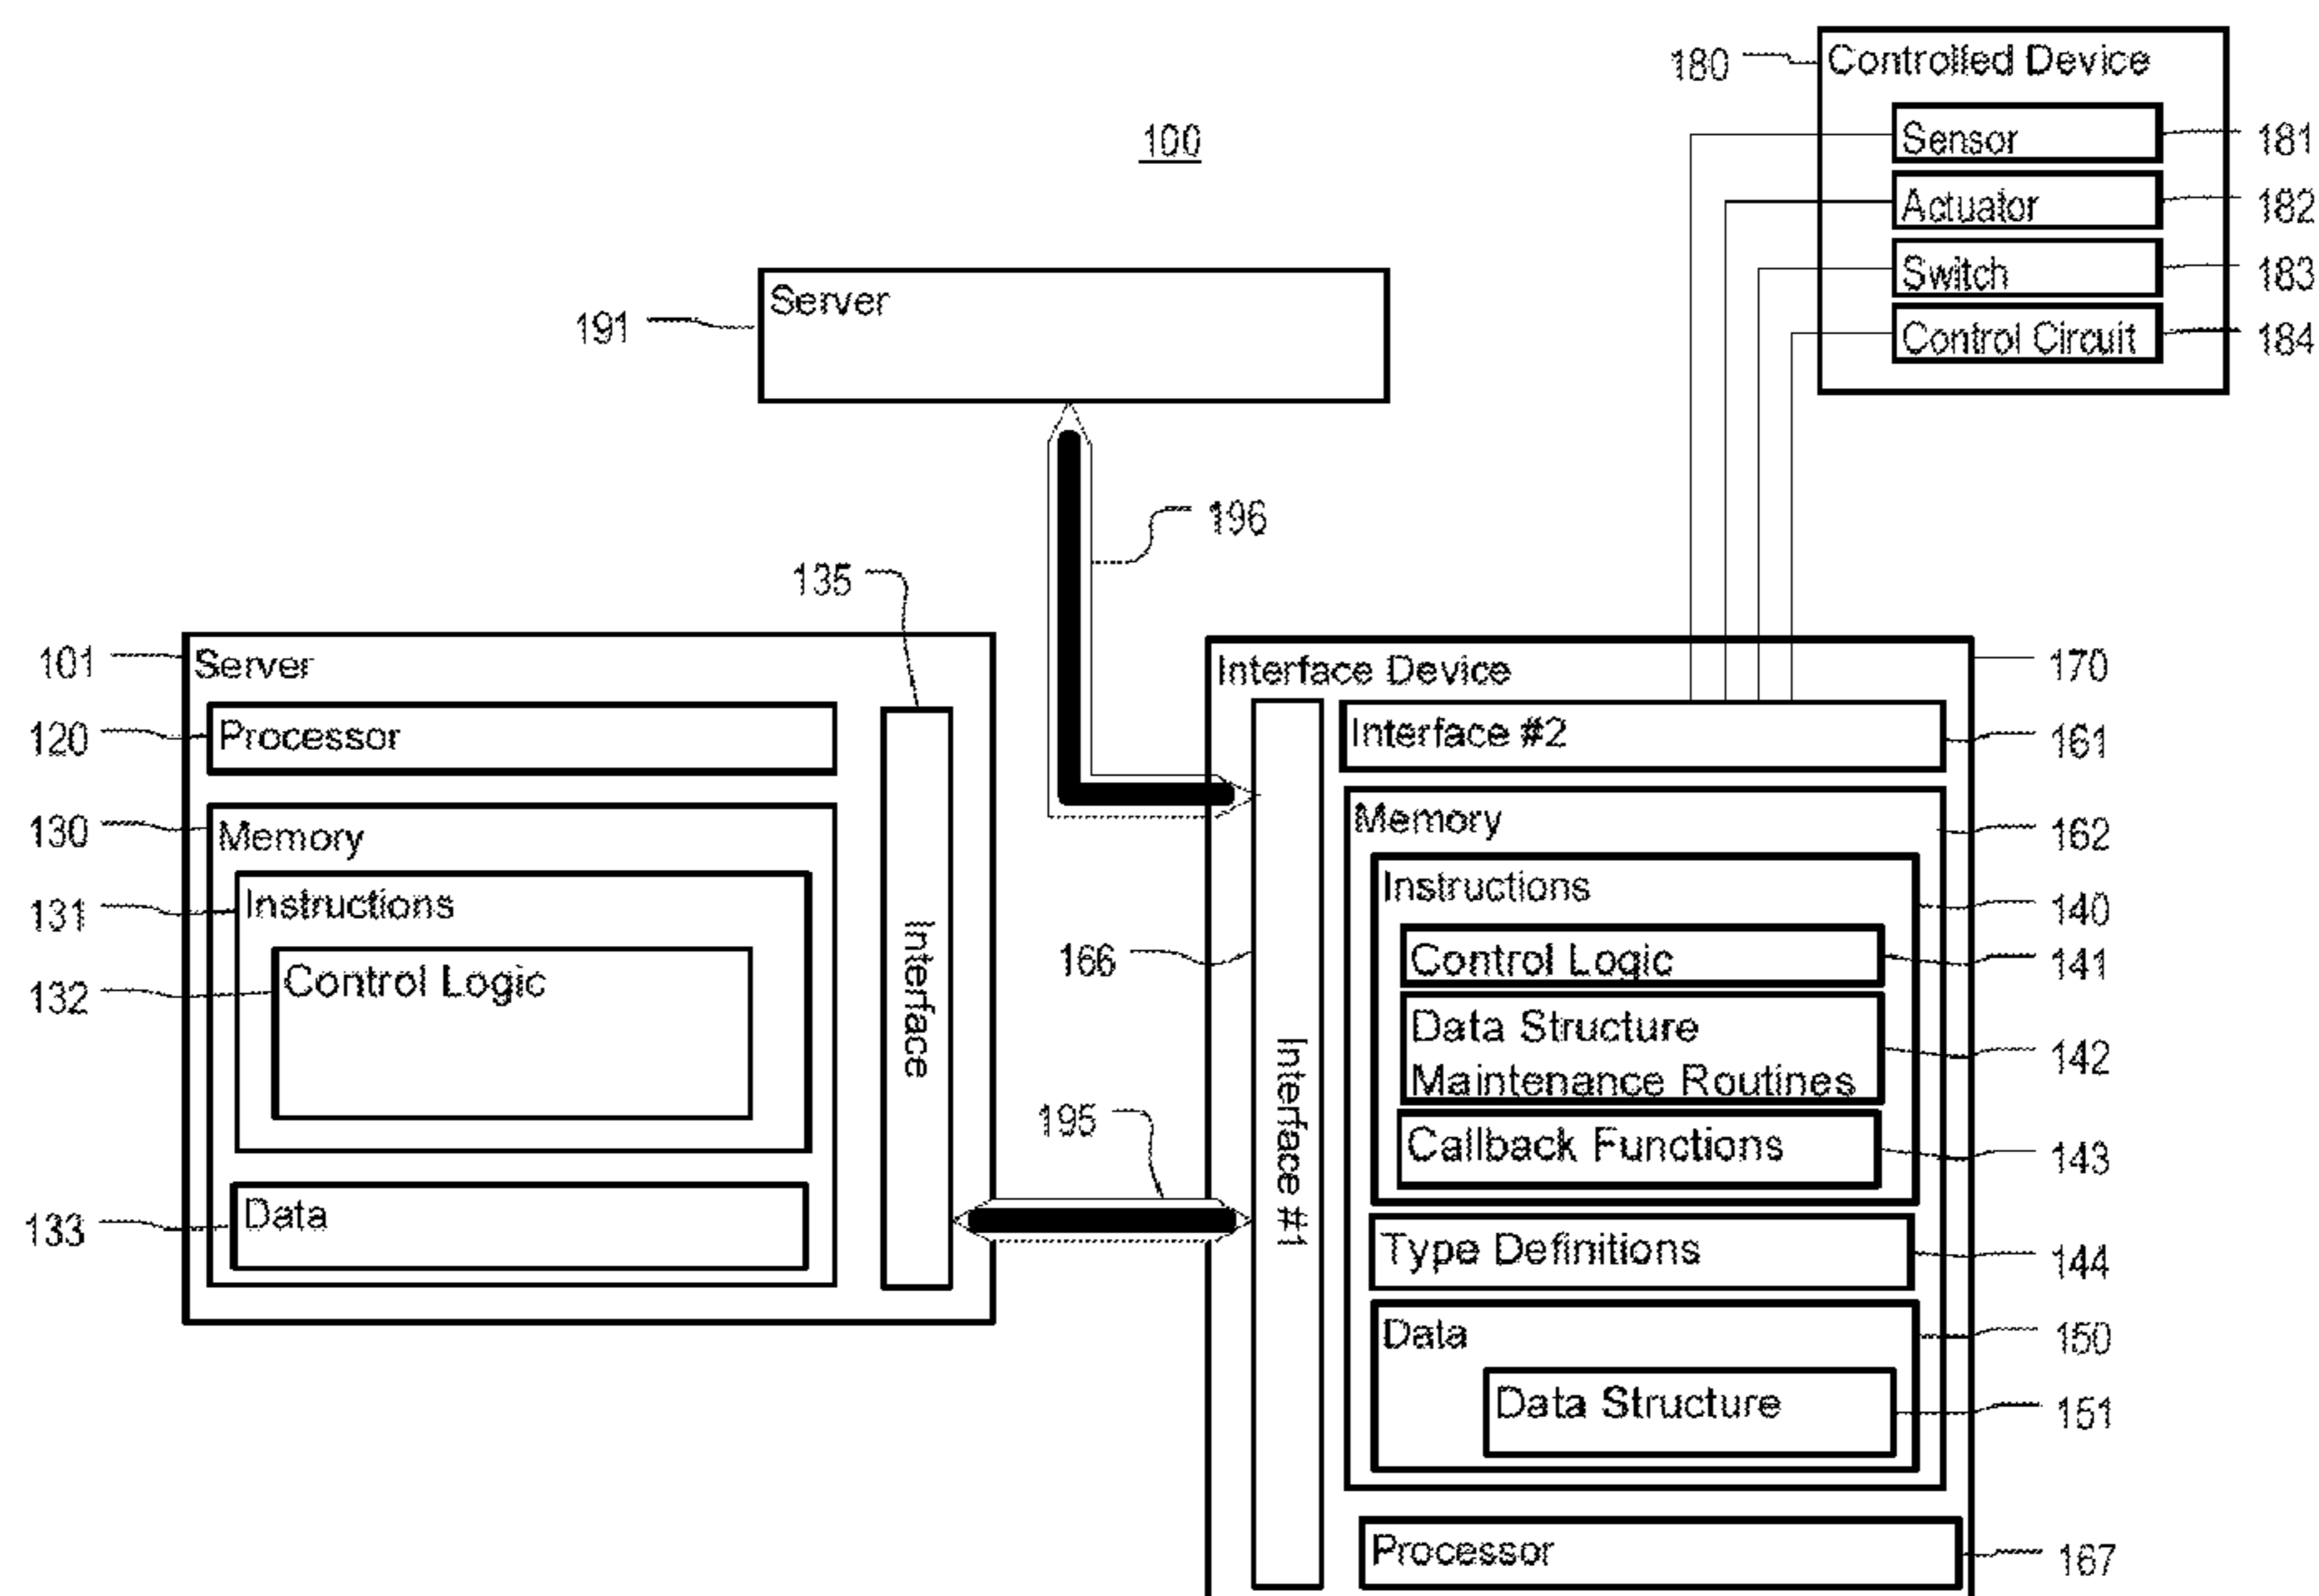 100
180
Controlled Device
Sensor
181
Actuator
182
Switch
183
Control Circuit
184
191
Server
196
135
101
Server
120
Processor
130
Memory
131
Instructions
132
Control Logic
133
Data
Interface
195
Interface Device
170
166
Interface #1
Interface #2
161
Memory
162
Instructions
140
Control Logic
141
Data Structure
Maintenance Routines
142
Callback Functions
143
Type Definitions
144
Data
150
Data Structure
151
Processor
167